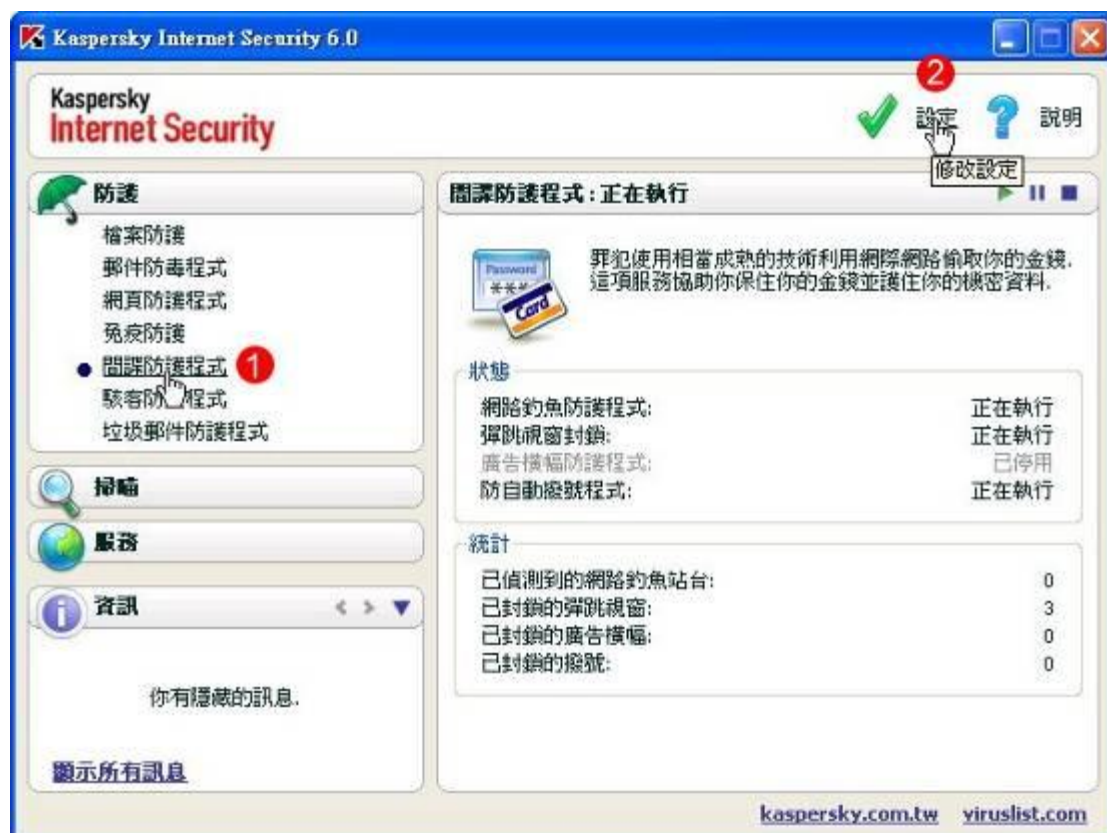 Kaspersky Internet Security 6.0
Kaspersky
Internet Security
2
設定
說明
修改設定
防護
檔案防護
郵件防毒程式
網頁防護程式
免疫防護
間諜防護程式 1
駭客防程式
垃圾郵件防護程式
掃瞄
服務
資訊
你有隱藏的訊息.
顯示所有訊息
間諜防護程式:正在執行
Password
****
Card
罪犯使用相當成熟的技術利用網際網路偷取你的金錢.
這項服務協助你保住你的金錢並護住你的機密資料.
狀態
網路釣魚防護程式: 正在執行
彈跳視窗封鎖: 正在執行
廣告橫幅防護程式: 已停用
防自動撥號程式: 正在執行
統計
已偵測到的網路釣魚站台: 0
已封鎖的彈跳視窗: 3
已封鎖的廣告橫幅: 0
已封鎖的撥號: 0
kaspersky.com.tw viruslist.com